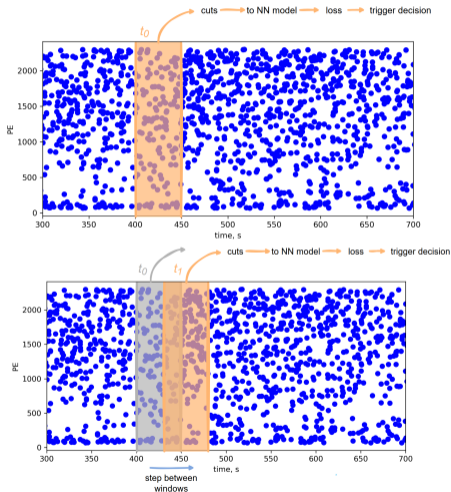 cuts to NN model loss trigger decision
t0
2000
1500
PE
1000
500
0
300 350 400 450 500 550 600 650 700
time, s
cuts to NN model loss trigger decision
t0 t1
2000
1500
PE
1000
500
0
300 350 400 450 500 550 600 650 700
time, s
step between
windows